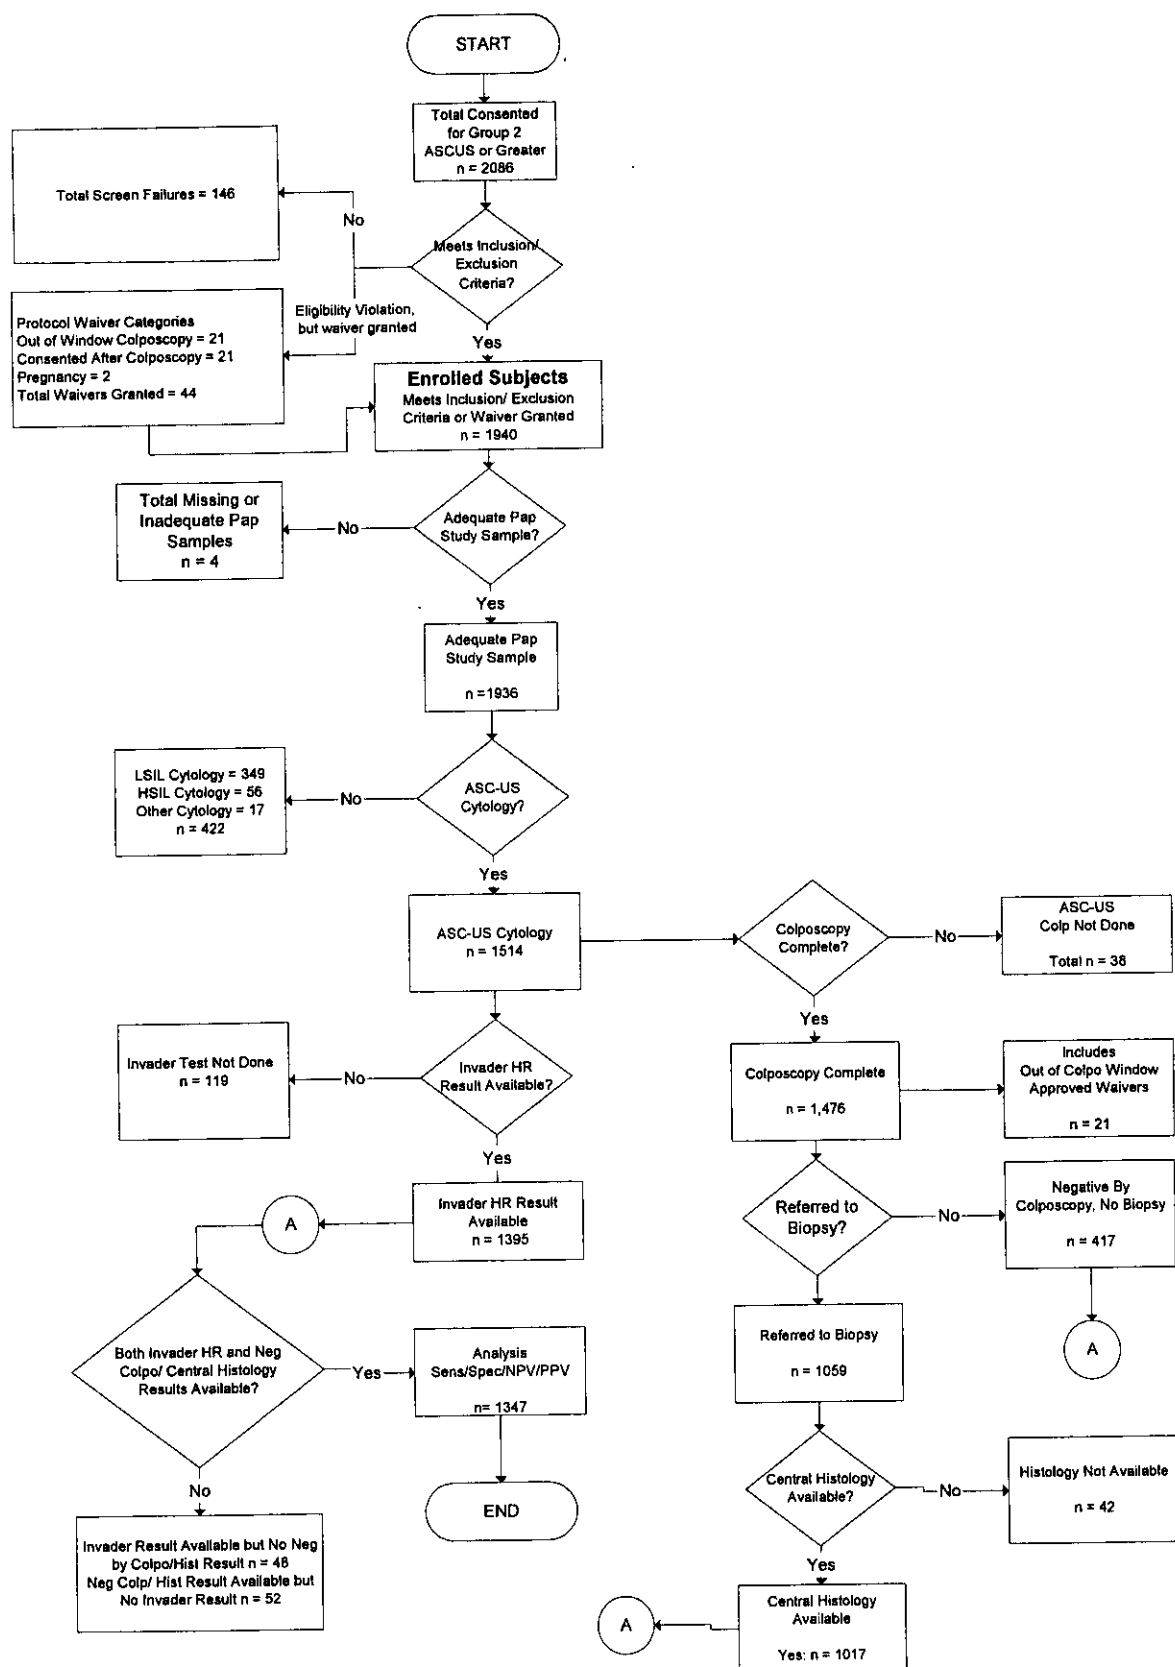 START
Total Consented
for Group 2
ASCUS or Greater
n = 2086
Total Screen Failures = 146
No
Meets Inclusion/
Exclusion
Criteria?
Eligibility Violation,
but waiver granted
Protocol Waiver Categories
Out of Window Colposcopy = 21
Consented After Colposcopy = 21
Pregnancy = 2
Total Waivers Granted = 44
Yes
Enrolled Subjects
Meets Inclusion/ Exclusion
Criteria or Waiver Granted
n = 1940
Total Missing or
Inadequate Pap
Samples
n = 4
No
Adequate Pap
Study Sample?
Yes
Adequate Pap
Study Sample
n =1936
LSIL Cytology = 349
HSIL Cytology = 56
Other Cytology = 17
n = 422
No
ASC-US
Cytology?
Yes
ASC-US Cytology
n = 1514
Colposcopy
Complete?
No
ASC-US
Colp Not Done
Total n = 38
Yes
Invader Test Not Done
n = 119
No
Invader HR
Result Available?
Yes
Colposcopy Complete
n = 1,476
Includes
Out of Colpo Window
Approved Waivers
n = 21
A
Invader HR Result
Available
n = 1395
Referred to
Biopsy?
No
Negative By
Colposcopy, No Biopsy
n = 417
A
Both Invader HR and Neg
Colpo/ Central Histology
Results Available?
Yes
Analysis
Sens/Spec/NPV/PPV
n= 1347
Referred to Biopsy
n = 1059
No
END
Central Histology
Available?
No
Histology Not Available
n = 42
Yes
Invader Result Available but No Neg
by Colpo/Hist Result n = 48
Neg Colp/ Hist Result Available but
No Invader Result n = 52
A
Central Histology
Available
Yes: n = 1017